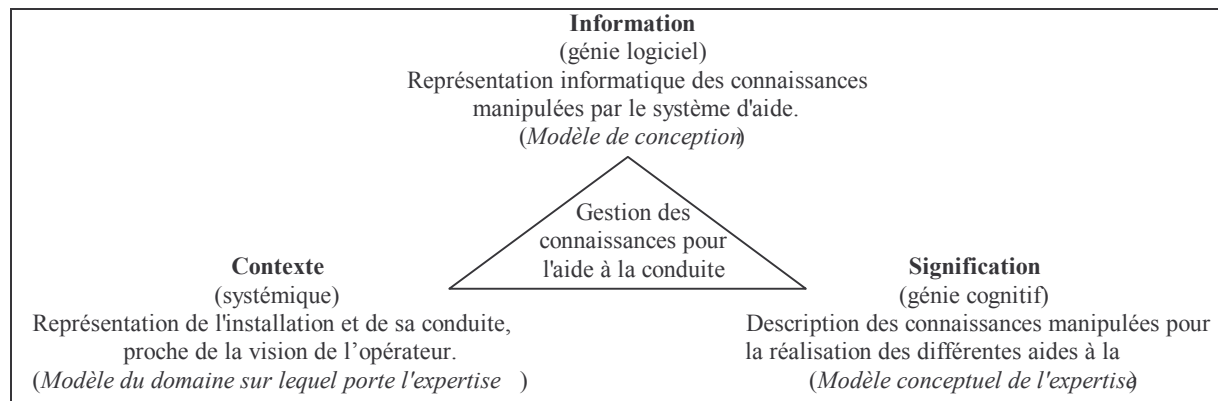 Information
(génie logiciel)
Représentation informatique des connaissances
manipulées par le système d'aide.
(Modèle de conception)
Gestion des
connaissances pour
l'aide à la conduite
Contexte
(systémique)
Représentation de l'installation et de sa conduite,
proche de la vision de l’opérateur.
(Modèle du domaine sur lequel porte l'expertise )
Signification
(génie cognitif)
Description des connaissances manipulées pour
la réalisation des différentes aides à la
(Modèle conceptuel de l'expertise)